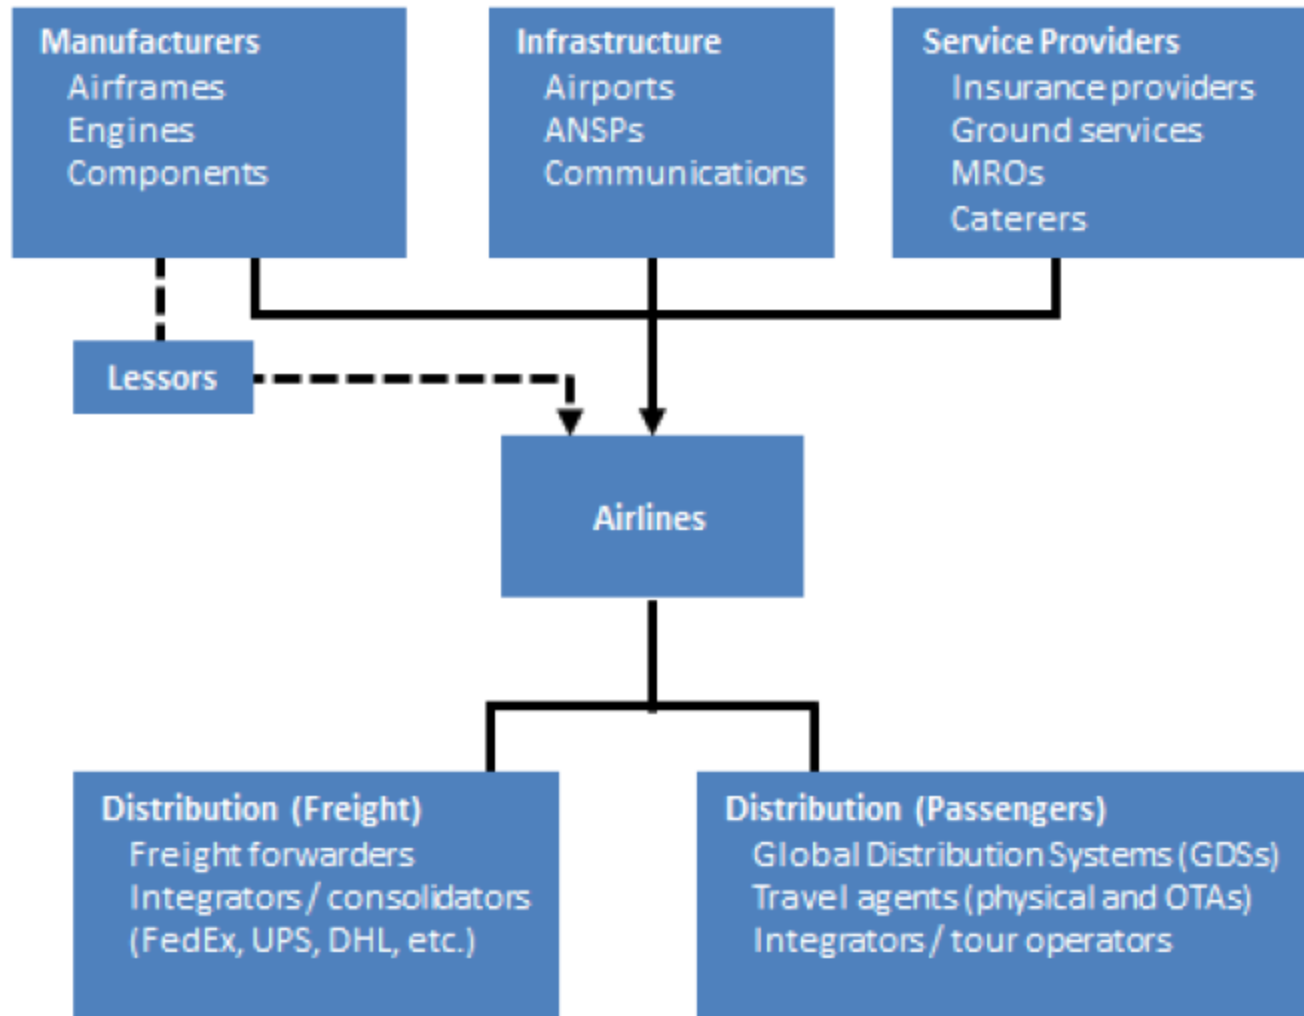 Manufacturers
Airframes
Engines
Components
Infrastructure
Airports
ANSPs
Communications
Service Providers
Insurance providers
Ground services
MROs
Caterers
Lessors
Airlines
Distribution (Freight)
Freight forwarders
Integrators / consolidators
(FedEx, UPS, DHL, etc.)
Distribution (Passengers)
Global Distribution Systems (GDSs)
Travel agents (physical and OTAs)
Integrators / tour operators